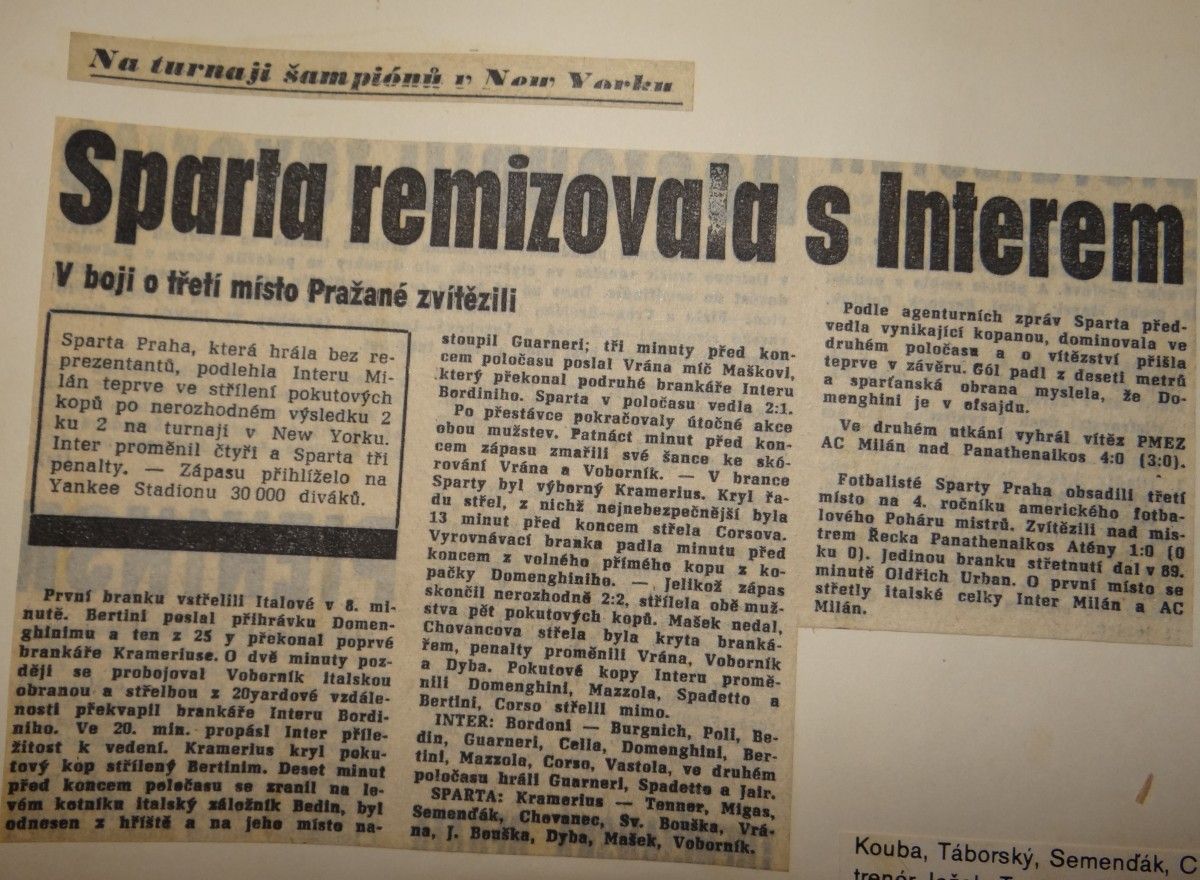 Na turnaji šampiónů v New Yorku
Sparta remizovala s Interem
V boji o třetí místo Pražané zvítězili
Sparta Praha, která hrála bez re-
prezentantů, podlehla Interu Mi-
lán teprve ve střílení pokutových
kopů po nerozhodném výsledku 2
ku 2 na turnaji v New Yorku.
Inter proměnil čtyři a Sparta tři
penalty. — Zápasu přihlíželo na
Yankee Stadionu 30 000 diváků.
První branku vstřelili Italové v 8. mi-
nutě. Bertini poslal přihrávku Domen-
ghinimu a ten z 25 y překonal poprvé
brankáře Krameriuse. O dvě minuty poz-
ději se probojoval Voborník italskou
obranou a střelbou z 20yardové vzdále-
nosti překvapil brankáře Interu Bordi-
niho. Ve 20. min. propásl Inter příle-
žitost k vedení. Kramerius kryl poku-
tový kop střílený Bertinim. Deset minut
před koncem poločasu se zranil na le-
vém kotníku italský záložník Bedin, byl
odnesen z hřiště a na jeho místo na-
stoupil Guarneri; tři minuty před kon-
cem poločasu poslal Vrána míč Maškovi,
který překonal podruhé brankáře Interu
Bordiniho. Sparta v poločasu vedla 2:1.
Po přestávce pokračovaly útočné akce
obou mužstev. Patnáct minut před kon-
cem zápasu zmařili své šance ke skó-
rování Vrána a Voborník. — V brance
Sparty byl výborný Kramerius. Kryl řa-
du střel, z nichž nejnebezpečnější byla
13 minut před koncem střela Corsova.
Vyrovnávací branka padla minutu před
koncem z volného přímého kopu z ko-
pačky Domenghiniho. — Jelikož zápas
skončil nerozhodně 2:2, střílela obě muž-
stva pět pokutových kopů. Mašek nedal,
Chovancova střela byla kryta branká-
řem, penalty proměnili Vrána, Voborník
a Dyba. Pokutové kopy Interu promě-
nili Domenghini, Mazzola, Spadetto a
Bertini, Corso střelil mimo.
INTER: Bordoni — Burgnich, Poli, Be-
din, Guarneri, Cella, Domenghini, Ber-
tini, Mazzola, Corso, Vastola, ve druhém
poločasu hráli Guarneri, Spadetto a Jair.
SPARTA: Kramerius — Tenner, Migas,
Semenďák, Chovanec, Sv. Bouška, Vrá-
na, J. Bouška, Dyba, Mašek, Voborník.
Podle agenturních zpráv Sparta před-
vedla vynikající kopanou, dominovala ve
druhém poločasu a o vítězství přišla
teprve v závěru. Gól padl z deseti metrů
a sparťanská obrana myslela, že Do-
menghini je v ofsajdu.
Ve druhém utkání vyhrál vítěz PMEZ
AC Milán nad Panathenaikos 4:0 (3:0).
Fotbalisté Sparty Praha obsadili třetí
místo na 4. ročníku amerického fotba-
lového Poháru mistrů. Zvítězili nad mis-
trem Řecka Panathenaikos Atény 1:0 (0
ku 0). Jedinou branku střetnutí dal v 89.
minutě Oldřich Urban. O první místo se
střetly italské celky Inter Milán a AC
Milán.
Kouba, Táborský, Semenďák, C